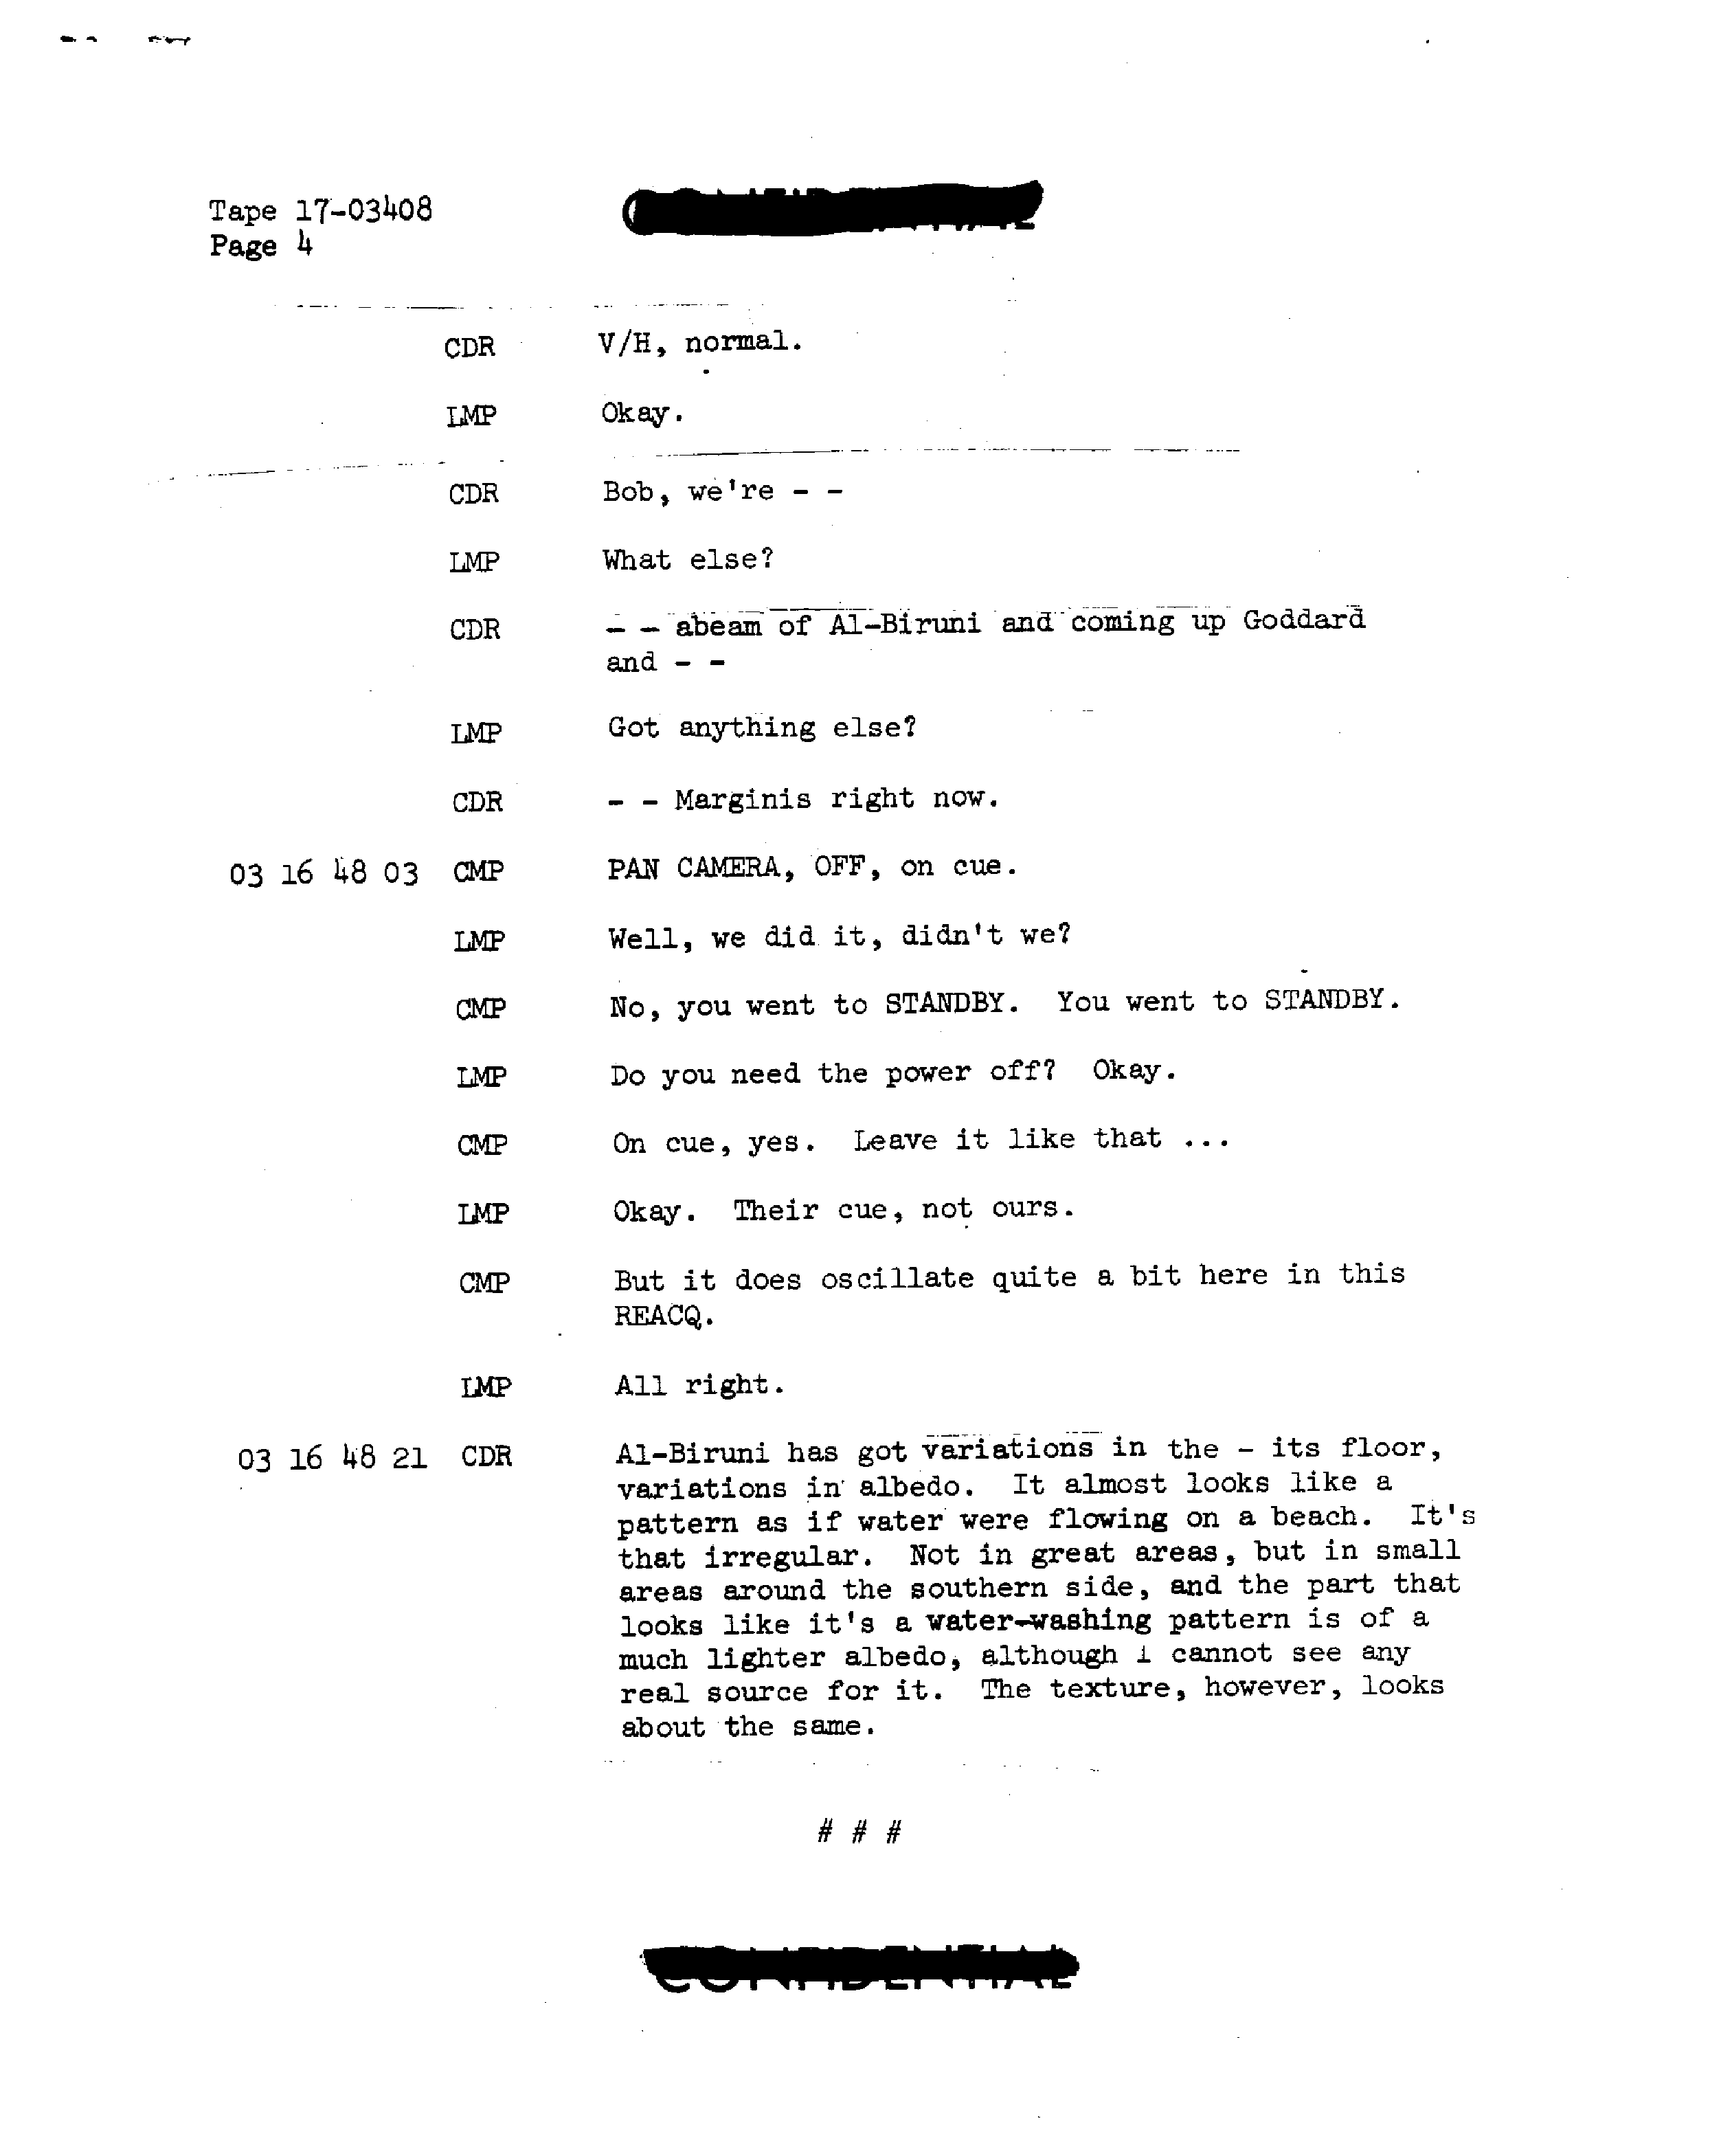 Tape 17-03408
Page 4
CONFIDENTIAL
CDR V/H, normal.
LMP Okay.
CDR Bob, we're - -
LMP What else?
CDR - - abeam of Al-Biruni and coming up Goddard
and - -
LMP Got anything else?
CDR - - Marginis right now.
03 16 48 03 CMP PAN CAMERA, OFF, on cue.
LMP Well, we did it, didn't we?
CMP No, you went to STANDBY. You went to STANDBY.
LMP Do you need the power off? Okay.
CMP On cue, yes. Leave it like that ...
LMP Okay. Their cue, not ours.
CMP But it does oscillate quite a bit here in this
REACQ.
LMP All right.
03 16 48 21 CDR Al-Biruni has got variations in the - its floor,
variations in albedo. It almost looks like a
pattern as if water were flowing on a beach. It's
that irregular. Not in great areas, but in small
areas around the southern side, and the part that
looks like it's a water-washing pattern is of a
much lighter albedo, although I cannot see any
real source for it. The texture, however, looks
about the same.
# # #
CONFIDENTIAL